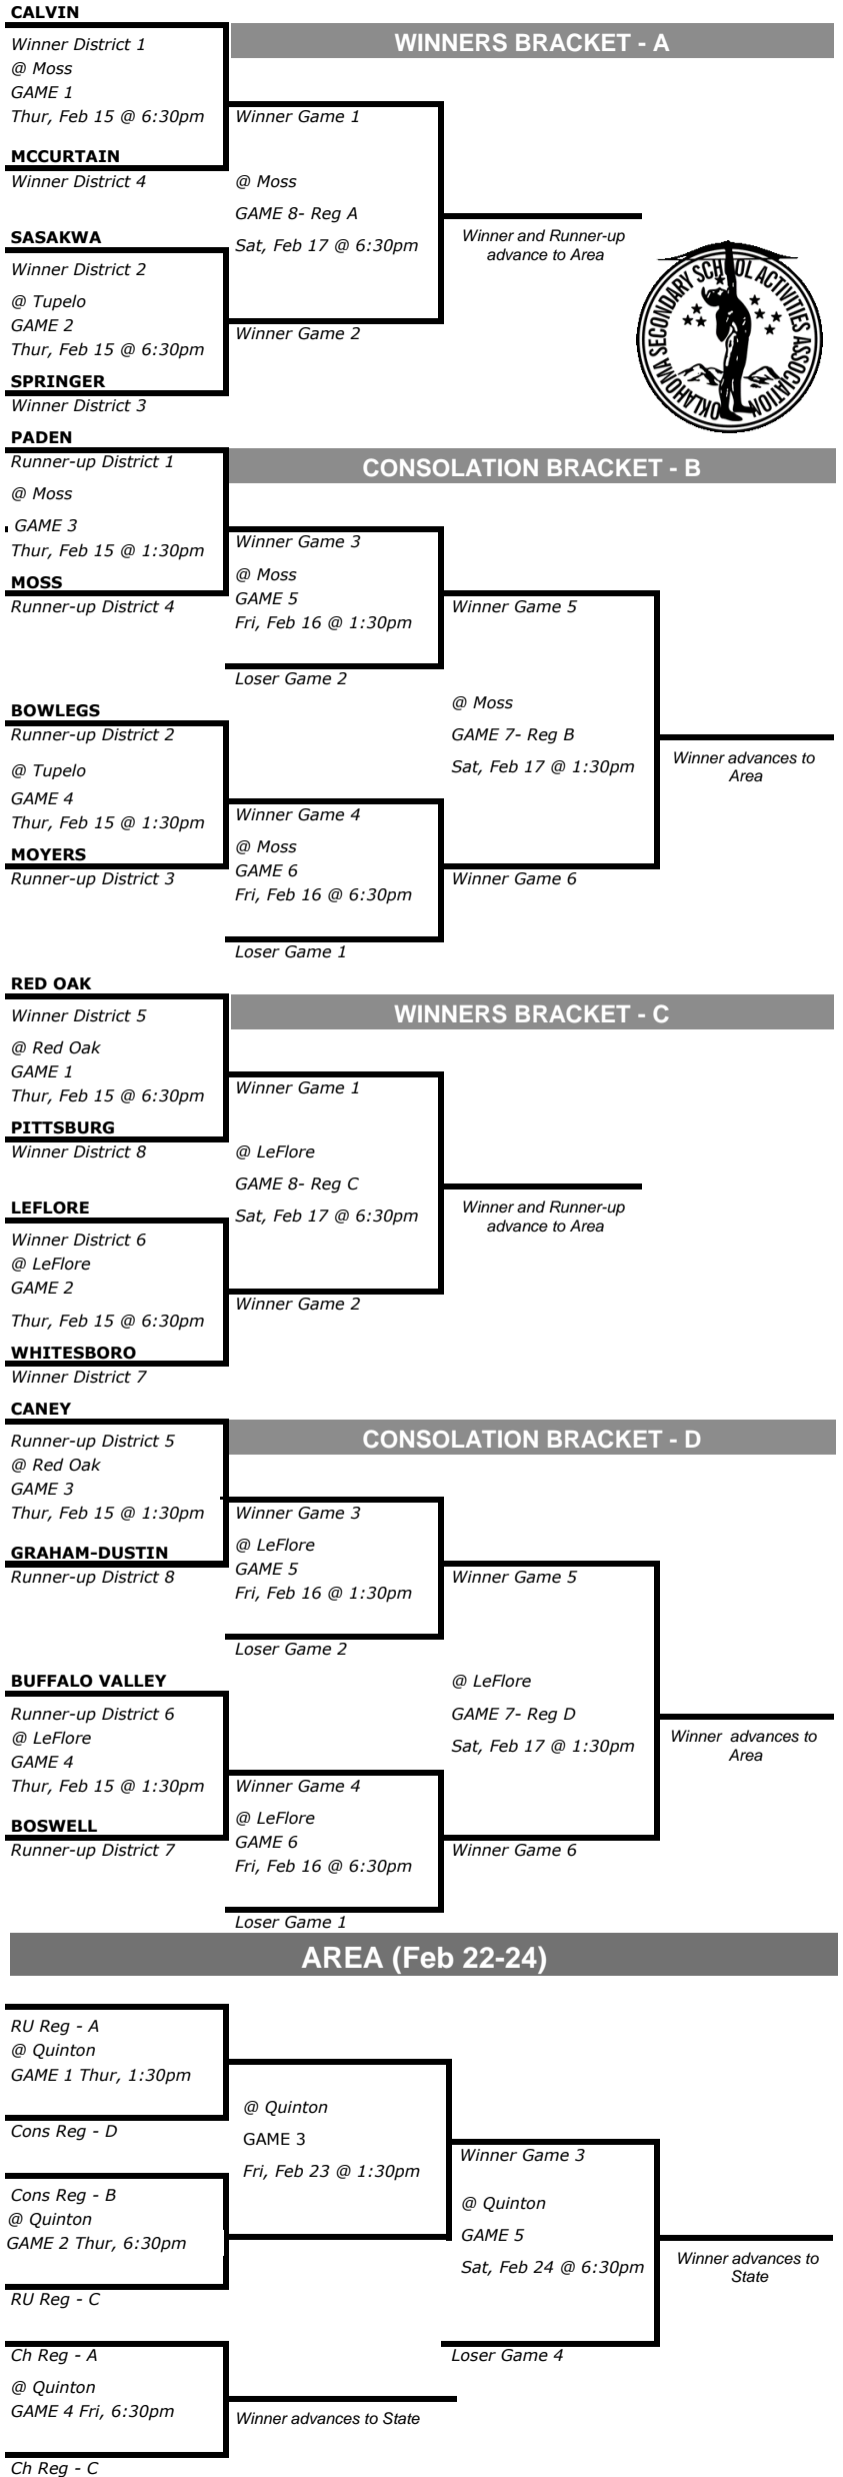 CALVIN
WINNERS BRACKET - A
Winner District 1
@ Moss
GAME 1
Thur, Feb 15 @ 6:30pm
Winner Game 1
MCCURTAIN
Winner District 4
@ Moss
GAME 8- Reg A
Sat, Feb 17 @ 6:30pm
Winner and Runner-up
advance to Area
SASAKWA
Winner District 2
@ Tupelo
GAME 2
Thur, Feb 15 @ 6:30pm
Winner Game 2
SPRINGER
Winner District 3
OKLAHOMA SECONDARY SCHOOL ACTIVITIES ASSOCIATION
PADEN
Runner-up District 1
CONSOLATION BRACKET - B
@ Moss
GAME 3
Thur, Feb 15 @ 1:30pm
Winner Game 3
MOSS
Runner-up District 4
@ Moss
GAME 5
Fri, Feb 16 @ 1:30pm
Winner Game 5
Loser Game 2
@ Moss
GAME 7- Reg B
Sat, Feb 17 @ 1:30pm
Winner advances to
Area
BOWLEGS
Runner-up District 2
@ Tupelo
GAME 4
Thur, Feb 15 @ 1:30pm
Winner Game 4
MOYERS
Runner-up District 3
@ Moss
GAME 6
Fri, Feb 16 @ 6:30pm
Winner Game 6
Loser Game 1
RED OAK
WINNERS BRACKET - C
Winner District 5
@ Red Oak
GAME 1
Thur, Feb 15 @ 6:30pm
Winner Game 1
PITTSBURG
Winner District 8
@ LeFlore
GAME 8- Reg C
Sat, Feb 17 @ 6:30pm
Winner and Runner-up
advance to Area
LEFLORE
Winner District 6
@ LeFlore
GAME 2
Thur, Feb 15 @ 6:30pm
Winner Game 2
WHITESBORO
Winner District 7
CANEY
CONSOLATION BRACKET - D
Runner-up District 5
@ Red Oak
GAME 3
Thur, Feb 15 @ 1:30pm
Winner Game 3
GRAHAM-DUSTIN
Runner-up District 8
@ LeFlore
GAME 5
Fri, Feb 16 @ 1:30pm
Winner Game 5
Loser Game 2
@ LeFlore
GAME 7- Reg D
Sat, Feb 17 @ 1:30pm
Winner advances to
Area
BUFFALO VALLEY
Runner-up District 6
@ LeFlore
GAME 4
Thur, Feb 15 @ 1:30pm
Winner Game 4
BOSWELL
Runner-up District 7
@ LeFlore
GAME 6
Fri, Feb 16 @ 6:30pm
Winner Game 6
Loser Game 1
AREA (Feb 22-24)
RU Reg - A
@ Quinton
GAME 1 Thur, 1:30pm
Cons Reg - D
@ Quinton
GAME 3
Fri, Feb 23 @ 1:30pm
Winner Game 3
Cons Reg - B
@ Quinton
GAME 2 Thur, 6:30pm
RU Reg - C
@ Quinton
GAME 5
Sat, Feb 24 @ 6:30pm
Winner advances to
State
Loser Game 4
Ch Reg - A
@ Quinton
GAME 4 Fri, 6:30pm
Winner advances to State
Ch Reg - C